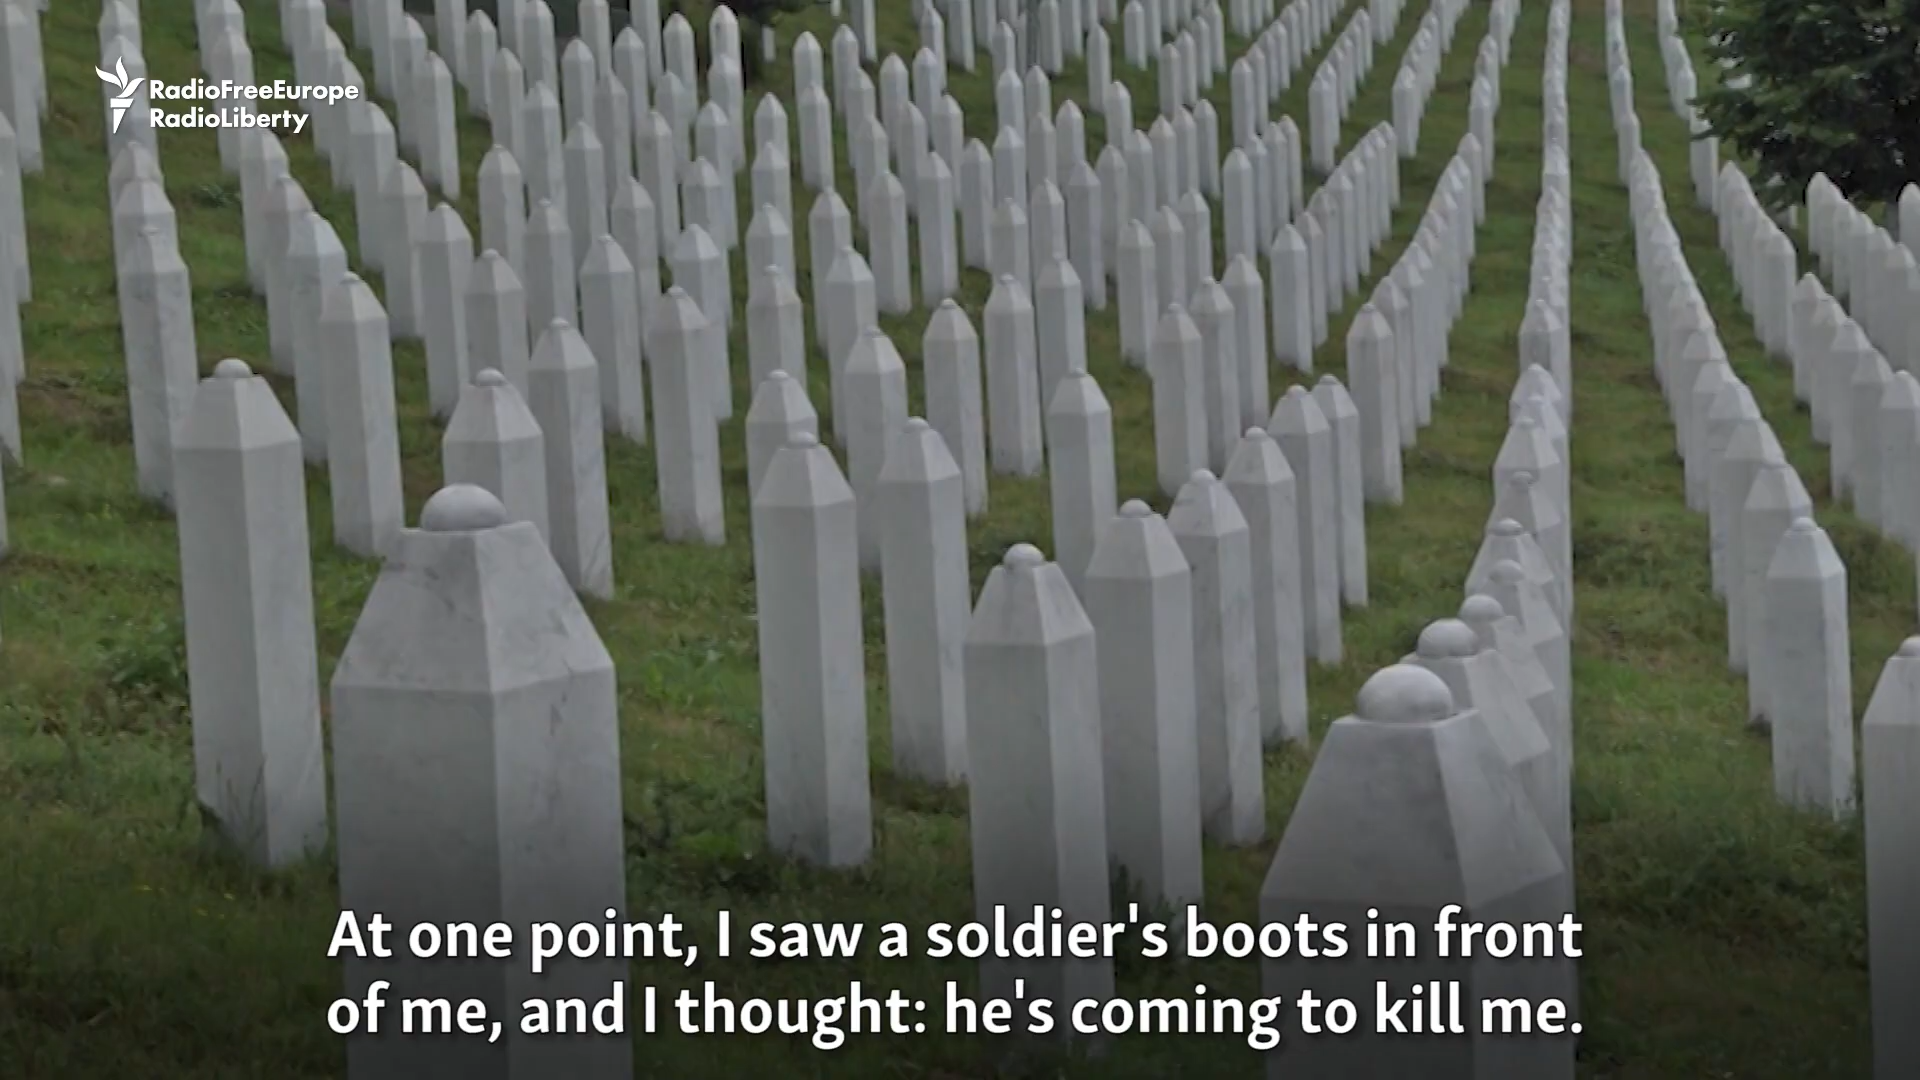 RadioFreeEurope
RadioLiberty
At one point, I saw a soldier's boots in front
of me, and I thought: he's coming to kill me.